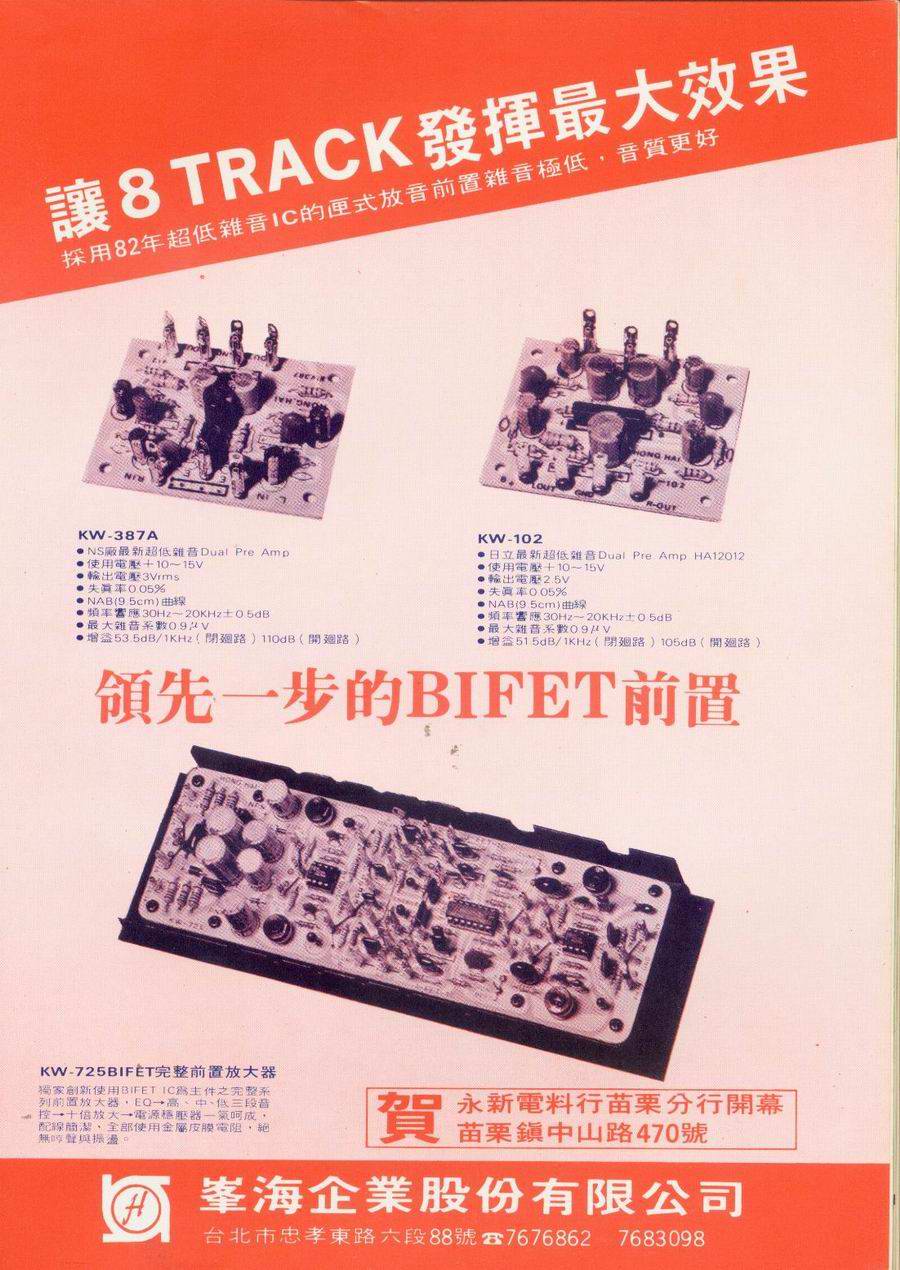 讓8 TRACK發揮最大效果
採用82年超低雜音IC的匣式放音前置雜音極低，音質更好
HONG HAI
R IN
L IN
HONG HAI
102
LOUT
GND
R-OUT
KW-387A
●NS廠最新超低雜音Dual Pre Amp
●使用電壓＋10～15V
●輸出電壓3Vrms
●失真率0.05%
●NAB(9.5cm)曲線
●頻率響應30Hz～20KHz±0.5dB
●最大雜音系數0.9μV
●增益53.5dB/1KHz（閉廻路）110dB（開廻路）
KW-102
●日立最新超低雜音Dual Pre Amp HA12012
●使用電壓＋10～15V
●輸出電壓2.5V
●失真率0.05%
●NAB(9.5cm)曲線
●頻率響應30Hz～20KHz±0.5dB
●最大雜音系數0.9μV
●增益51.5dB/1KHz（閉廻路）105dB（開廻路）
領先一步的BIFET前置
HONG HAI
KW-725BIFET完整前置放大器
獨家創新使用BIFET IC爲主件之完整系
列前置放大器，EQ→高、中、低三段音
控→十倍放大→電源穩壓器一氣呵成，
配線簡潔，全部使用金屬皮膜電阻，絕
無哼聲與振盪。
賀
永新電料行苗栗分行開幕
苗栗鎮中山路470號
H
峯海企業股份有限公司
台北市忠孝東路六段88號☎7676862 7683098